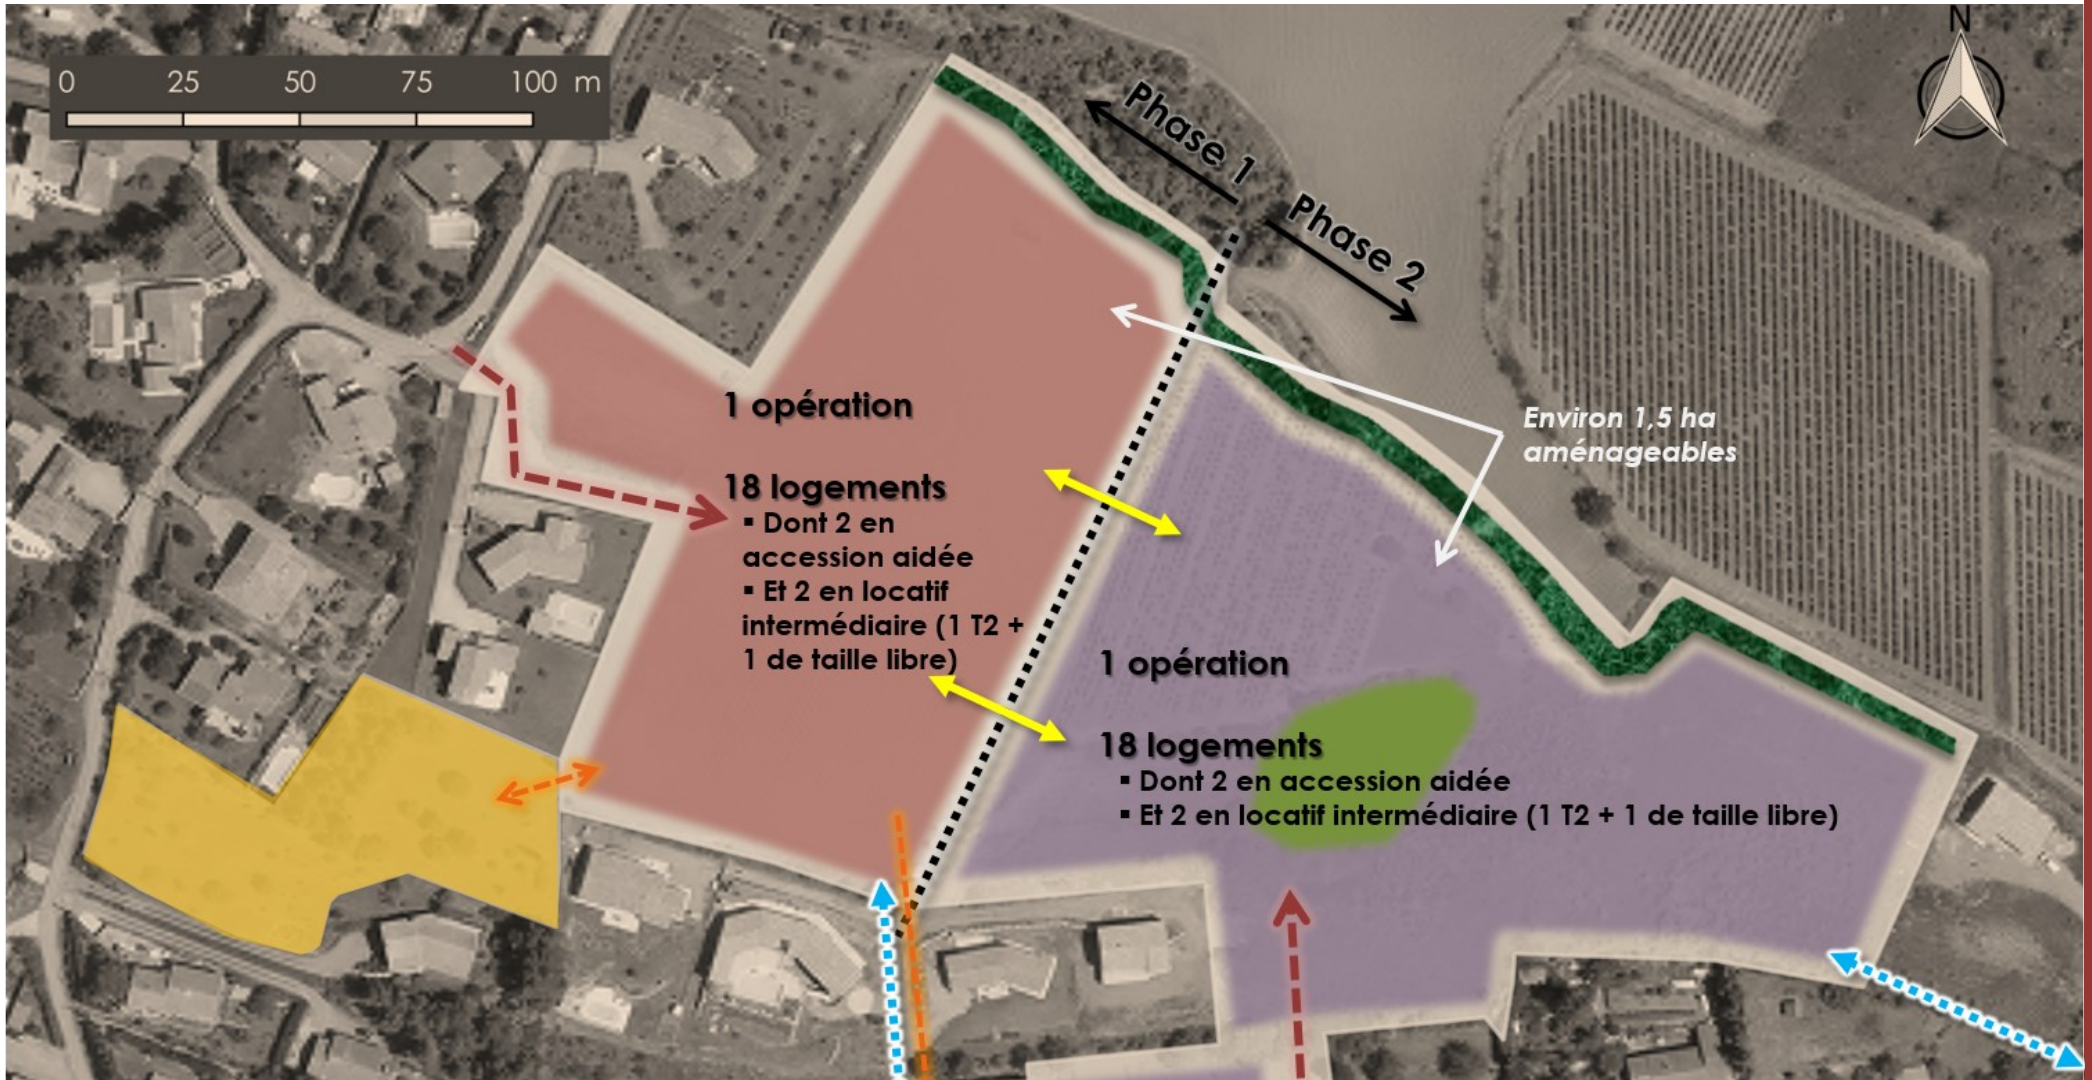 N
0 25 50 75 100 m
Phase 1
Phase 2
1 opération
18 logements
▪ Dont 2 en
accession aidée
▪ Et 2 en locatif
intermédiaire (1 T2 +
1 de taille libre)
Environ 1,5 ha
aménageables
1 opération
18 logements
▪ Dont 2 en accession aidée
▪ Et 2 en locatif intermédiaire (1 T2 + 1 de taille libre)